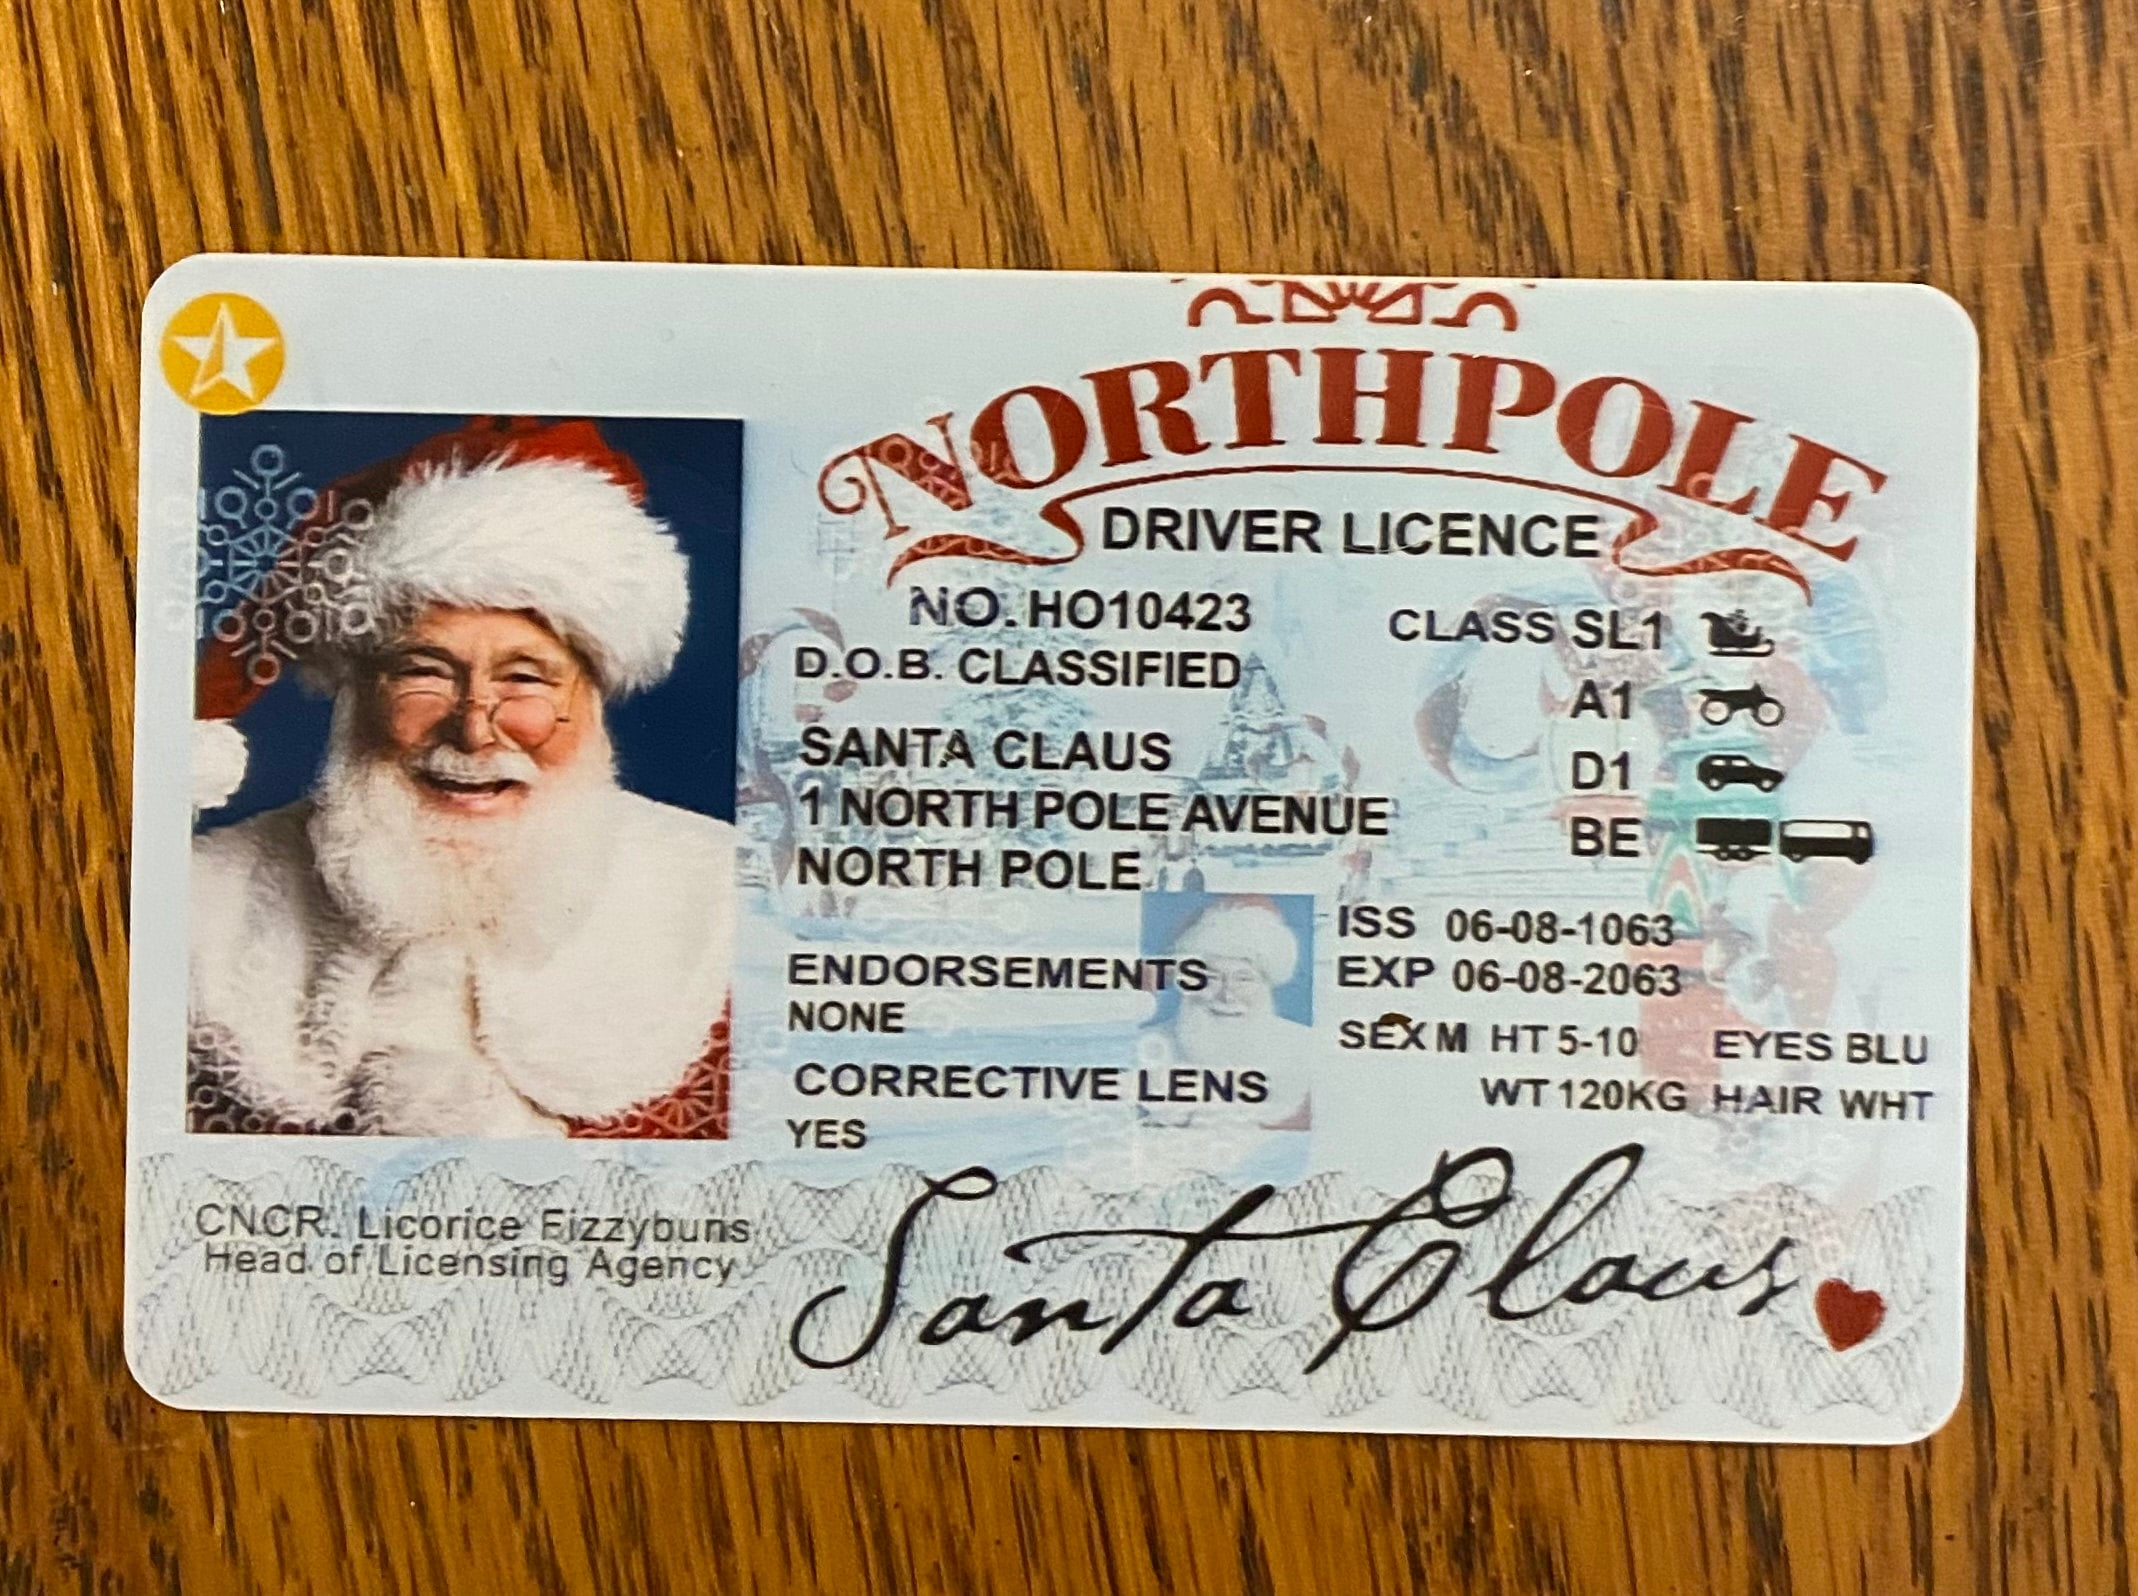 NORTHPOLE
DRIVER LICENCE
NO. HO10423
D.O.B. CLASSIFIED
SANTA CLAUS
1 NORTH POLE AVENUE
NORTH POLE
CLASS SL1
A1
D1
BE
ISS 06-08-1063
EXP 06-08-2063
ENDORSEMENTS
NONE
CORRECTIVE LENS
YES
SEX M HT 5-10 EYES BLU
WT 120KG HAIR WHT
CNCR. Licorice Fizzybuns
Head of Licensing Agency
Santa Claus